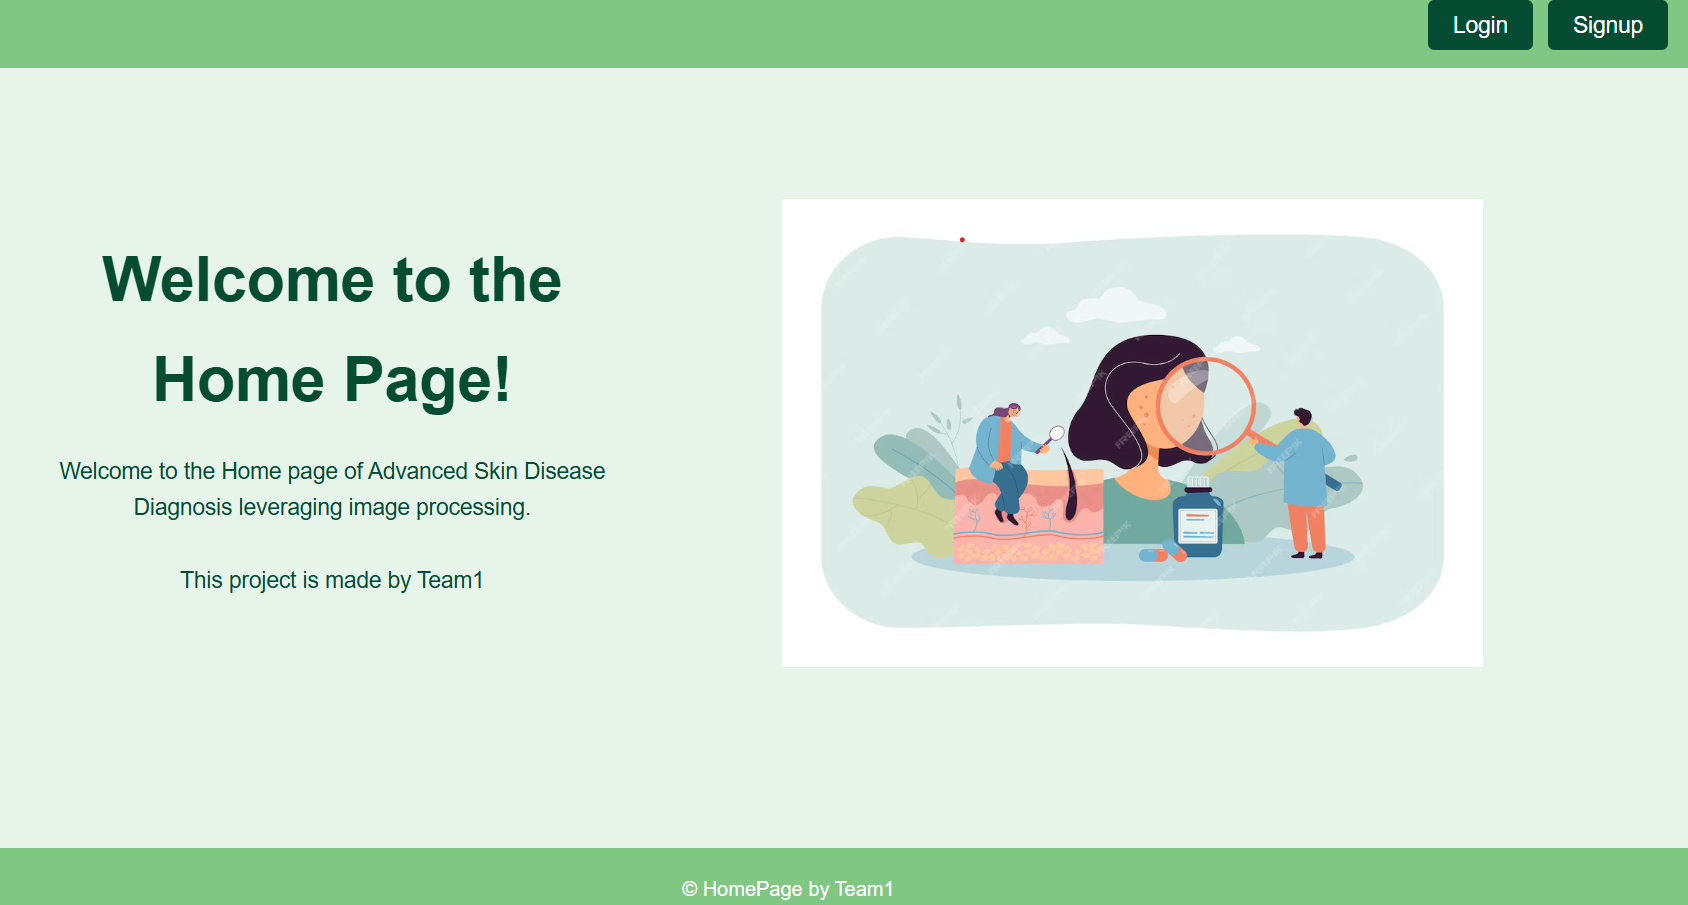 Login
Signup
Welcome to the
Home Page!
Welcome to the Home page of Advanced Skin Disease
Diagnosis leveraging image processing.
This project is made by Team1
© HomePage by Team1